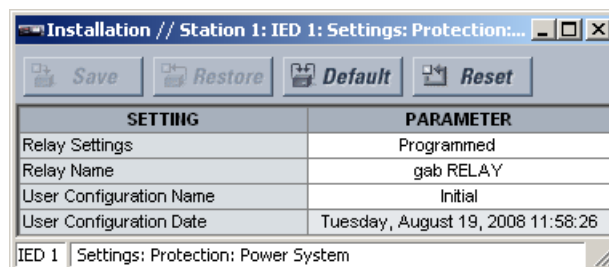 Installation // Station 1: IED 1: Settings: Protection:...
Save Restore Default Reset
SETTING PARAMETER
Relay Settings Programmed
Relay Name gab RELAY
User Configuration Name Initial
User Configuration Date Tuesday, August 19, 2008 11:58:26
IED 1 Settings: Protection: Power System